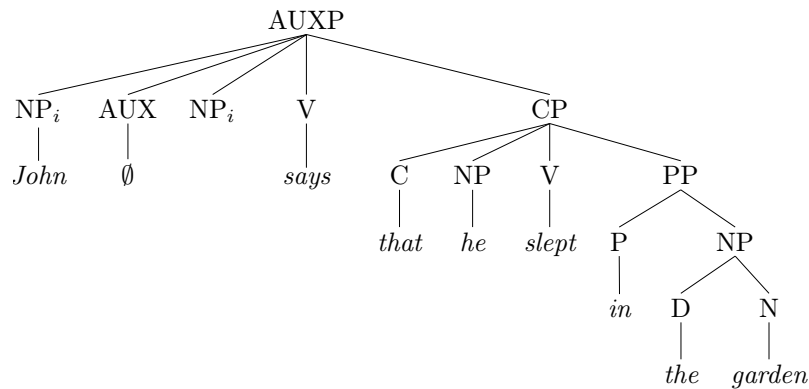 AUXP
NP_i AUX NP_i V CP
John ∅ says C NP V PP
that he slept P NP
in D N
the garden